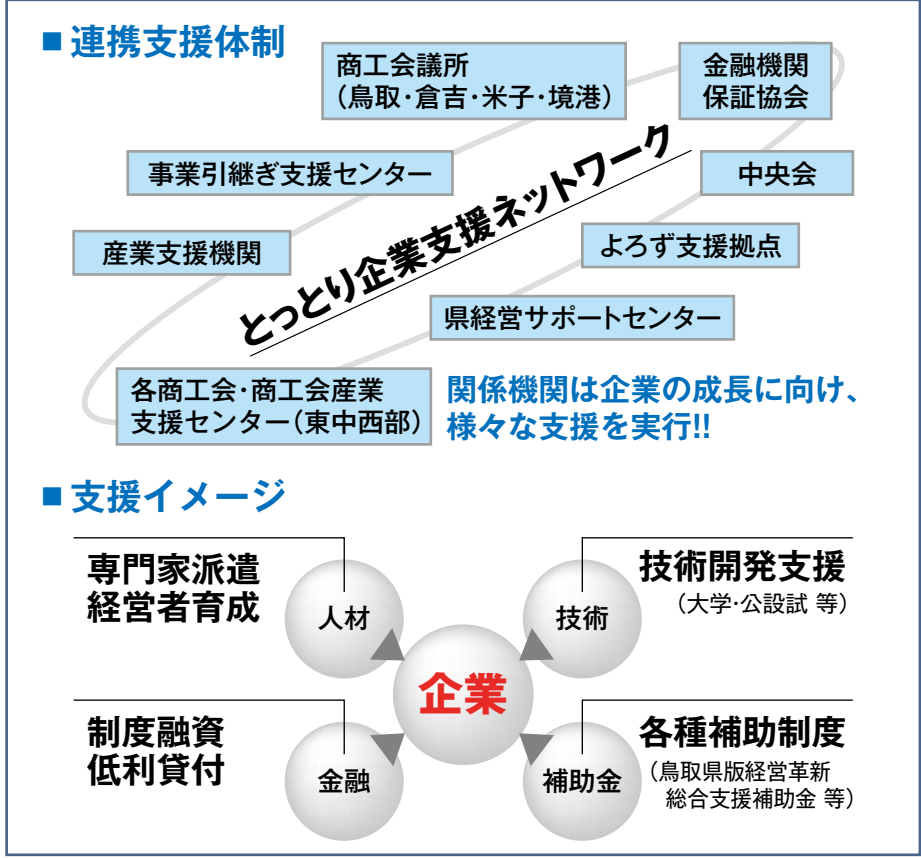 ■ 連携支援体制
商工会議所
（鳥取･倉吉･米子･境港）
金融機関
保証協会
事業引継ぎ支援センター
中央会
産業支援機関
よろず支援拠点
とっとり企業支援ネットワーク
県経営サポートセンター
各商工会･商工会産業
支援センター（東中西部）
関係機関は企業の成長に向け、
様々な支援を実行!!
■ 支援イメージ
専門家派遣
経営者育成
人材
技術
技術開発支援
（大学･公設試 等）
企業
制度融資
低利貸付
金融
補助金
各種補助制度
（鳥取県版経営革新
総合支援補助金 等）